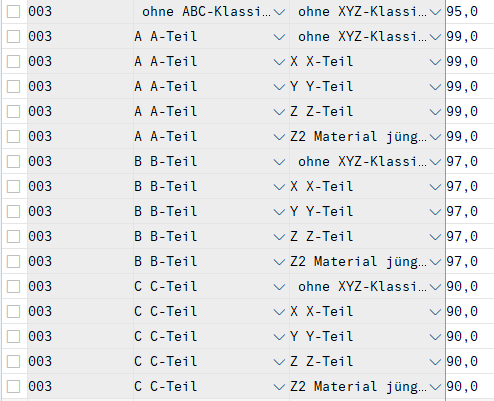 003 ohne ABC-Klassi… ohne XYZ-Klassi… 95,0
003 A A-Teil ohne XYZ-Klassi… 99,0
003 A A-Teil X X-Teil 99,0
003 A A-Teil Y Y-Teil 99,0
003 A A-Teil Z Z-Teil 99,0
003 A A-Teil Z2 Material jüng… 99,0
003 B B-Teil ohne XYZ-Klassi… 97,0
003 B B-Teil X X-Teil 97,0
003 B B-Teil Y Y-Teil 97,0
003 B B-Teil Z Z-Teil 97,0
003 B B-Teil Z2 Material jüng… 97,0
003 C C-Teil ohne XYZ-Klassi… 90,0
003 C C-Teil X X-Teil 90,0
003 C C-Teil Y Y-Teil 90,0
003 C C-Teil Z Z-Teil 90,0
003 C C-Teil Z2 Material jüng… 90,0